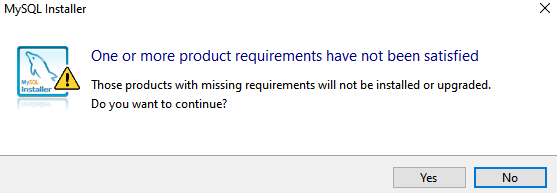 MySQL Installer
MySQL
Installer
One or more product requirements have not been satisfied
Those products with missing requirements will not be installed or upgraded.
Do you want to continue?
Yes
No